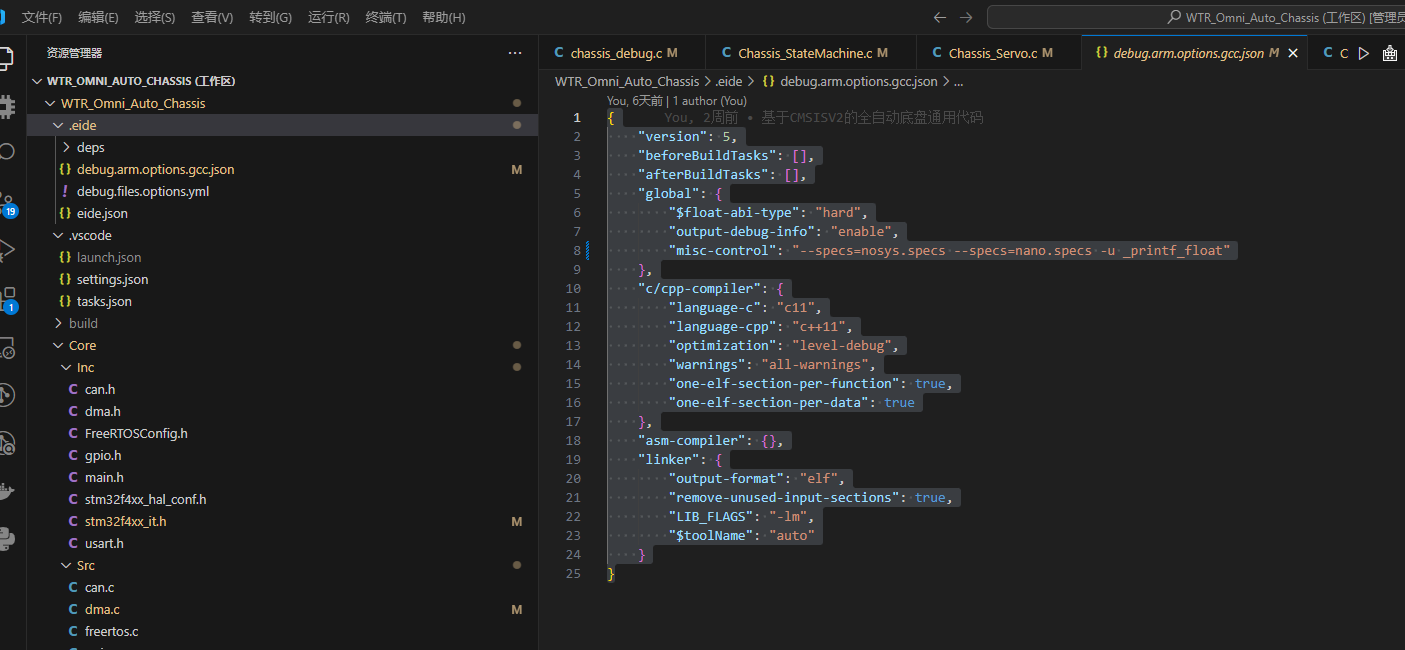 文件(F) 编辑(E) 选择(S) 查看(V) 转到(G) 运行(R) 终端(T) 帮助(H)
WTR_Omni_Auto_Chassis (工作区) [管理员
资源管理器
WTR_OMNI_AUTO_CHASSIS (工作区)
WTR_Omni_Auto_Chassis
.eide
deps
debug.arm.options.gcc.json M
debug.files.options.yml
eide.json
.vscode
launch.json
settings.json
tasks.json
build
Core
Inc
can.h
dma.h
FreeRTOSConfig.h
gpio.h
main.h
stm32f4xx_hal_conf.h
stm32f4xx_it.h M
usart.h
Src
can.c
dma.c M
freertos.c
19
1
chassis_debug.c M Chassis_StateMachine.c M Chassis_Servo.c M debug.arm.options.gcc.json M C
WTR_Omni_Auto_Chassis > .eide > {} debug.arm.options.gcc.json > ...
You, 6天前 | 1 author (You)
1 { You, 2周前 • 基于CMSISV2的全自动底盘通用代码
2 "version": 5,
3 "beforeBuildTasks": [],
4 "afterBuildTasks": [],
5 "global": {
6 "$float-abi-type": "hard",
7 "output-debug-info": "enable",
8 "misc-control": "--specs=nosys.specs --specs=nano.specs -u _printf_float"
9 },
10 "c/cpp-compiler": {
11 "language-c": "c11",
12 "language-cpp": "c++11",
13 "optimization": "level-debug",
14 "warnings": "all-warnings",
15 "one-elf-section-per-function": true,
16 "one-elf-section-per-data": true
17 },
18 "asm-compiler": {},
19 "linker": {
20 "output-format": "elf",
21 "remove-unused-input-sections": true,
22 "LIB_FLAGS": "-lm",
23 "$toolName": "auto"
24 }
25 }